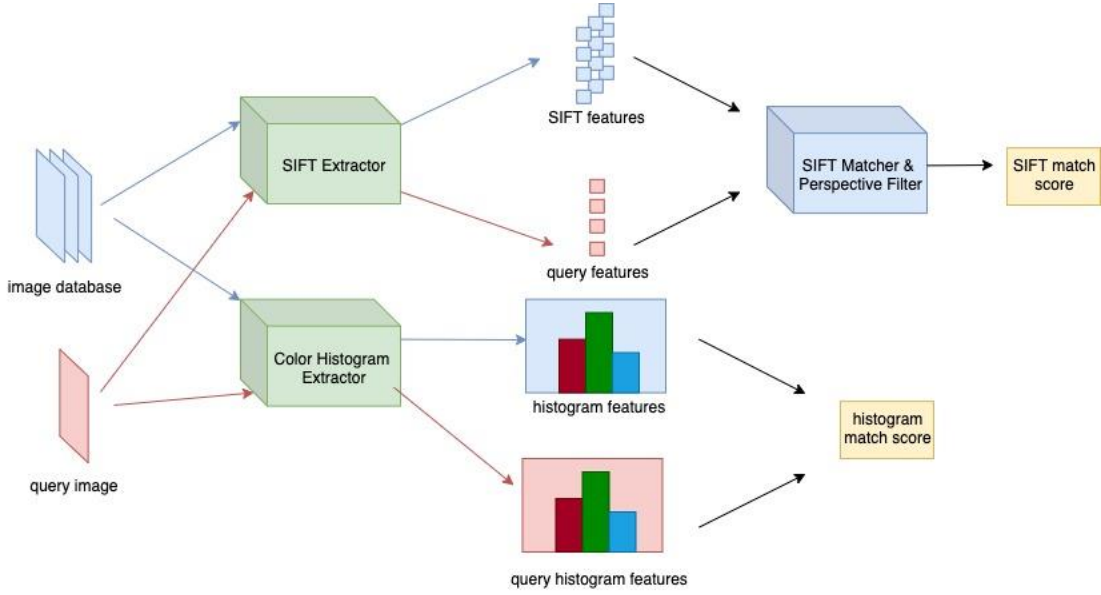 SIFT features
SIFT Extractor
SIFT Matcher &
Perspective Filter
SIFT match
score
image database
query features
Color Histogram
Extractor
histogram features
histogram
match score
query image
query histogram features